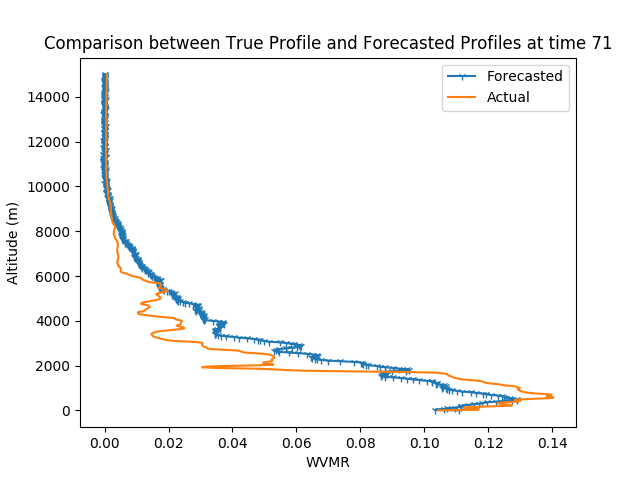 Comparison between True Profile and Forecasted Profiles at time 71
Forecasted
Actual
14000
12000
10000
8000
6000
4000
2000
0
Altitude (m)
0.00 0.02 0.04 0.06 0.08 0.10 0.12 0.14
WVMR